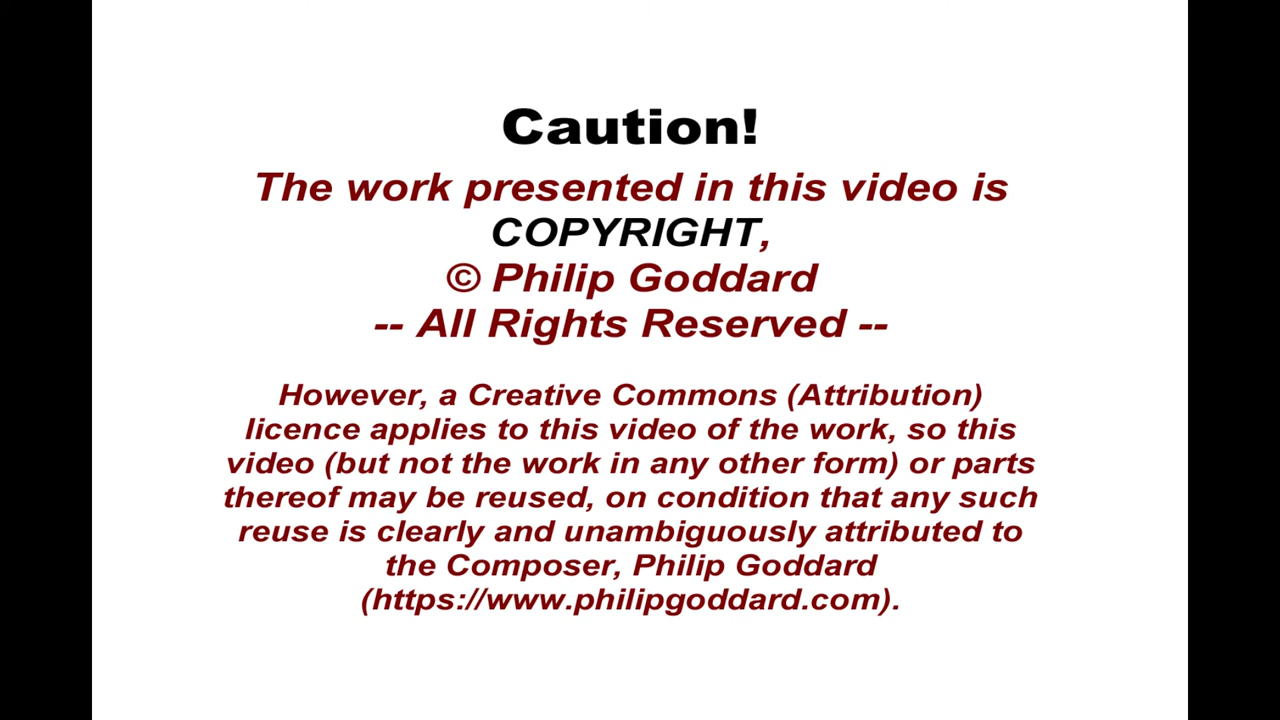 Caution!
The work presented in this video is
COPYRIGHT,
© Philip Goddard
-- All Rights Reserved --
However, a Creative Commons (Attribution)
licence applies to this video of the work, so this
video (but not the work in any other form) or parts
thereof may be reused, on condition that any such
reuse is clearly and unambiguously attributed to
the Composer, Philip Goddard
(https://www.philipgoddard.com).